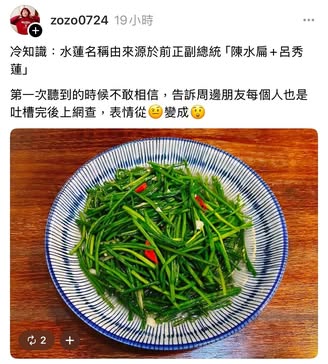 zozo0724 19小時
冷知識：水蓮名稱由來源於前正副總統「陳水扁＋呂秀
蓮」
第一次聽到的時候不敢相信，告訴周邊朋友每個人也是
吐槽完後上網查，表情從🤨變成😲
2